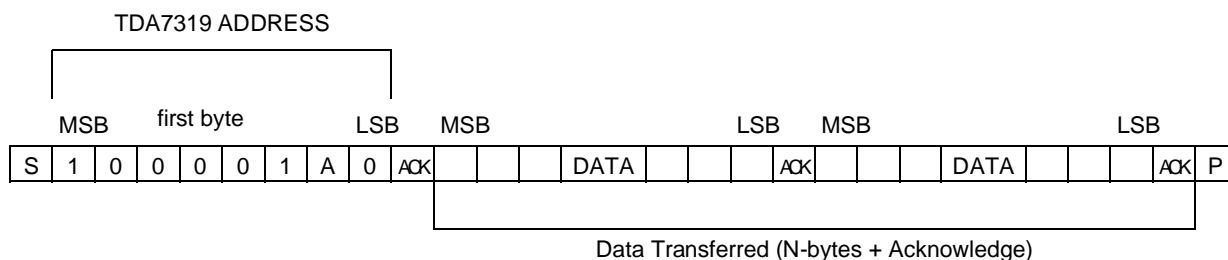 TDA7319 ADDRESS
MSB first byte LSB MSB LSB MSB LSB
S 1 0 0 0 0 1 A 0 ACK DATA ACK DATA ACK P
Data Transferred (N-bytes + Acknowledge)